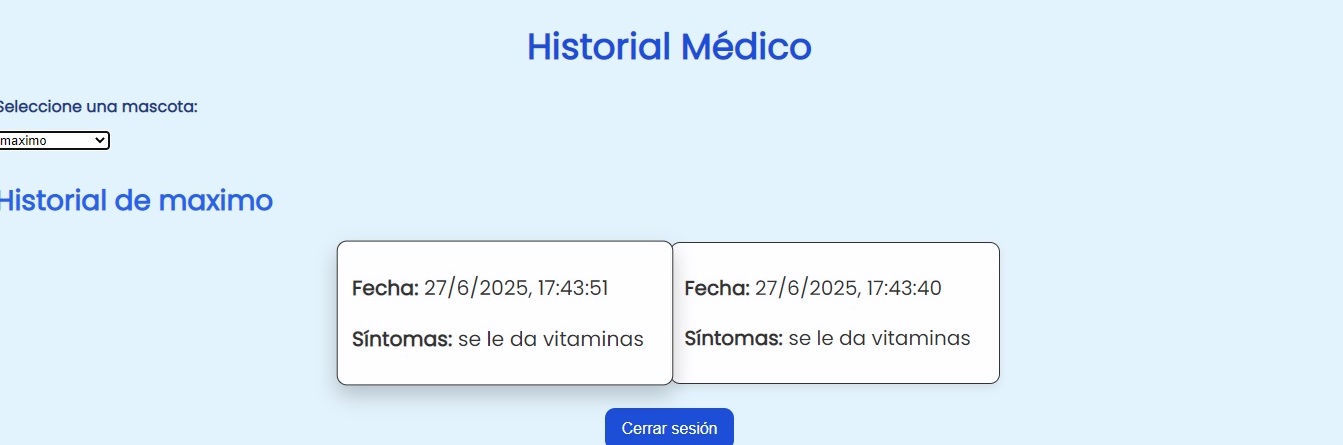 Historial Médico
Seleccione una mascota:
maximo
Historial de maximo
Fecha: 27/6/2025, 17:43:51
Síntomas: se le da vitaminas
Fecha: 27/6/2025, 17:43:40
Síntomas: se le da vitaminas
Cerrar sesión